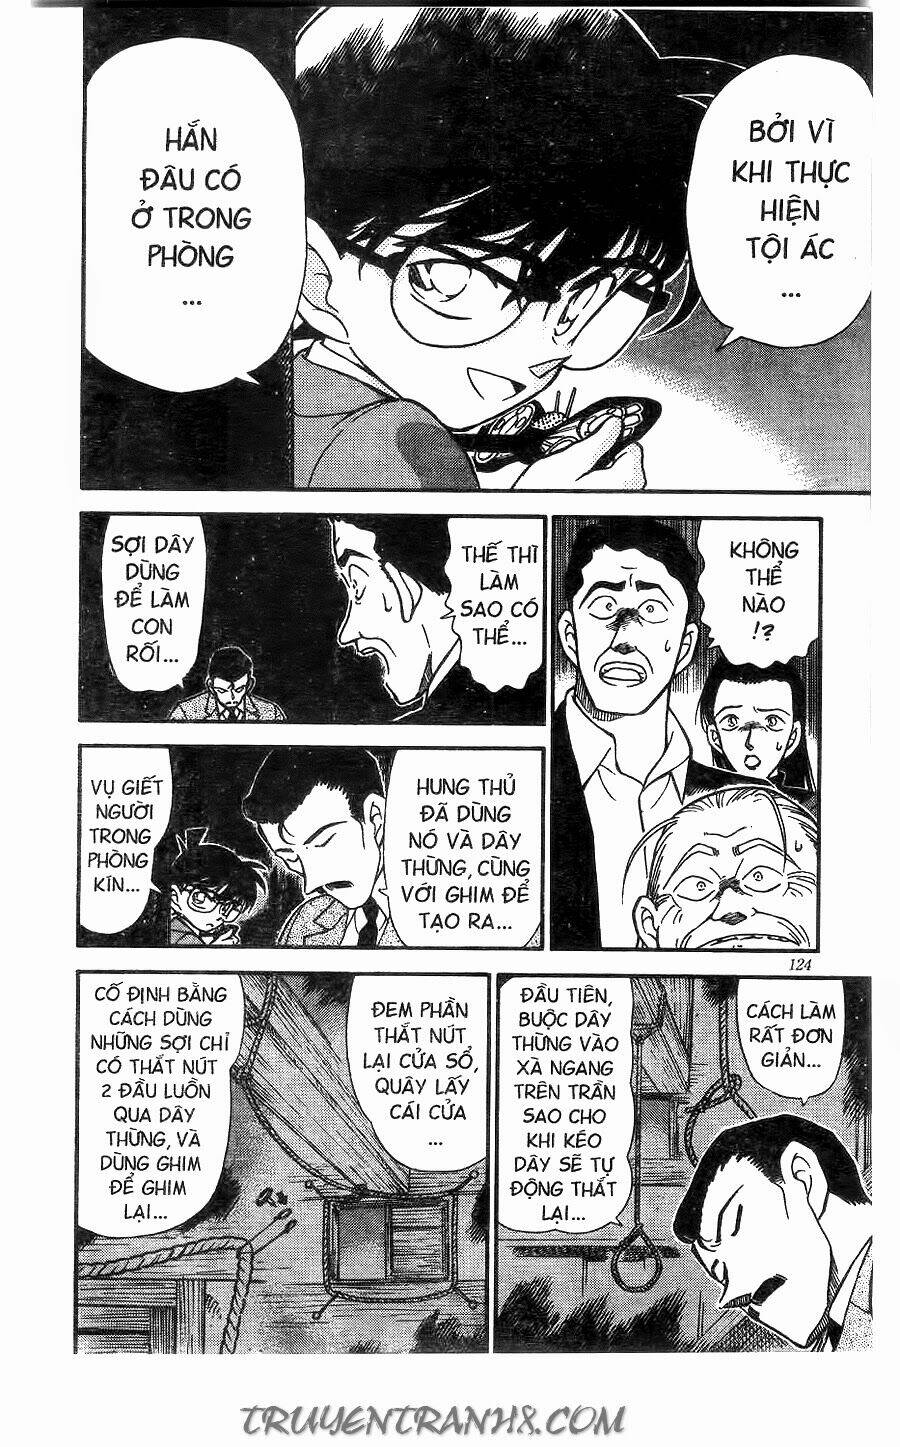 BỞI VÌ
KHI THỰC
HIỆN
TỘI ÁC
...
HẮN
ĐÂU CÓ
Ở TRONG
PHÒNG
...
KHÔNG
THỂ
NÀO
!?
THẾ THÌ
LÀM
SAO CÓ
THỂ...
SỢI DÂY
DÙNG
ĐỂ LÀM
CON
RỐI...
HUNG THỦ
ĐÃ DÙNG
NÓ VÀ DÂY
THỪNG, CÙNG
VỚI GHIM ĐỂ
TẠO RA...
VỤ GIẾT
NGƯỜI
TRONG
PHÒNG
KÍN...
124
CÁCH LÀM
RẤT ĐƠN
GIẢN...
ĐẦU TIÊN,
BUỘC DÂY
THỪNG VÀO
XÀ NGANG
TRÊN TRẦN
SAO CHO
KHI KÉO
DÂY SẼ TỰ
ĐỘNG THẮT
LẠI...
ĐEM PHẦN
THẮT NÚT
LẠI CỬA SỔ,
QUÂY LẤY
CÁI CỬA
...
CỐ ĐỊNH BẰNG
CÁCH DÙNG
NHỮNG SỢI CHỈ
CÓ THẮT NÚT
2 ĐẦU LUỒN
QUA DÂY
THỪNG, VÀ
DÙNG GHIM
ĐỂ GHIM
LẠI...
TRUYENTRANH8.COM